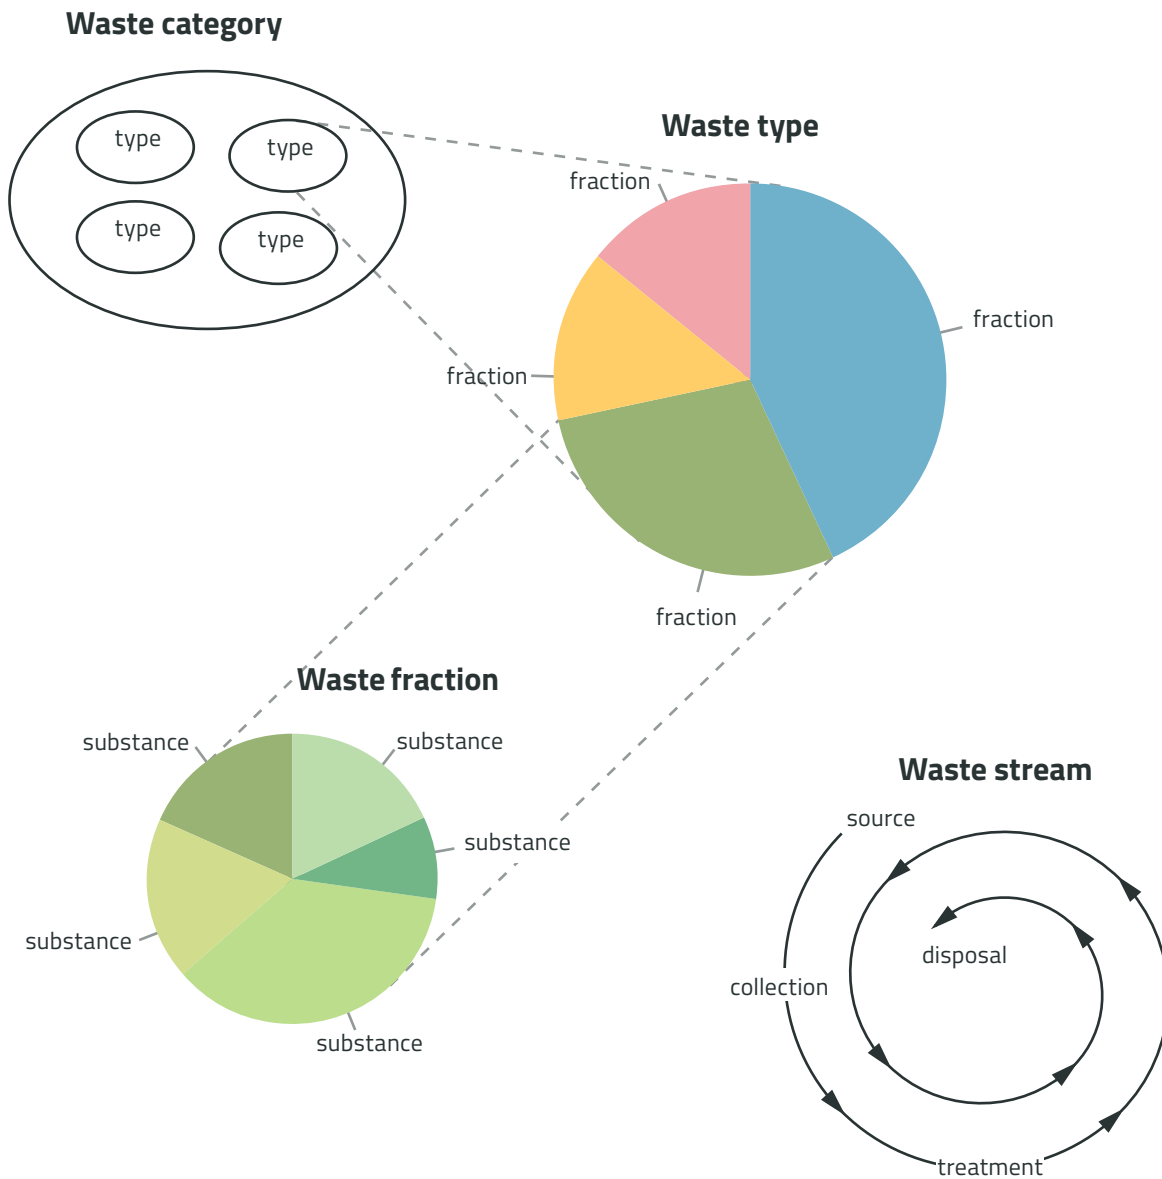 Waste category
type
type
type
type
Waste type
fraction
fraction
fraction
fraction
Waste fraction
substance
substance
substance
substance
substance
Waste stream
source
disposal
collection
treatment